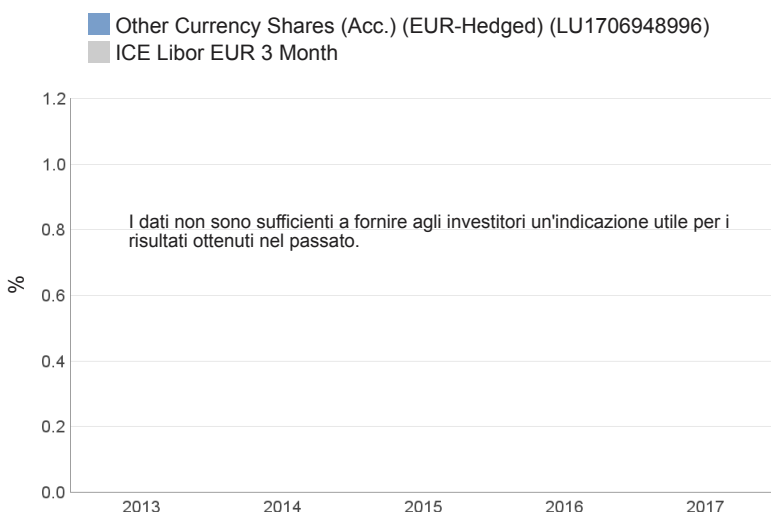 Other Currency Shares (Acc.) (EUR-Hedged) (LU1706948996)
ICE Libor EUR 3 Month
1.2
1.0
I dati non sono sufficienti a fornire agli investitori un'indicazione utile per i
0.8
risultati ottenuti nel passato.
%
0.6
0.4
0.2
0.0
2013 2014 2015 2016 2017